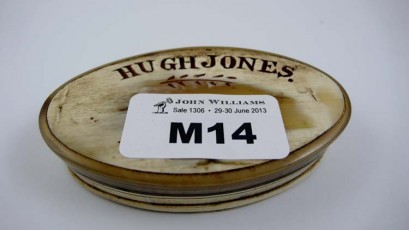 HUGH JONES.
JOHN WILLIAMS
Sale 1306 • 29-30 June 2013
M14